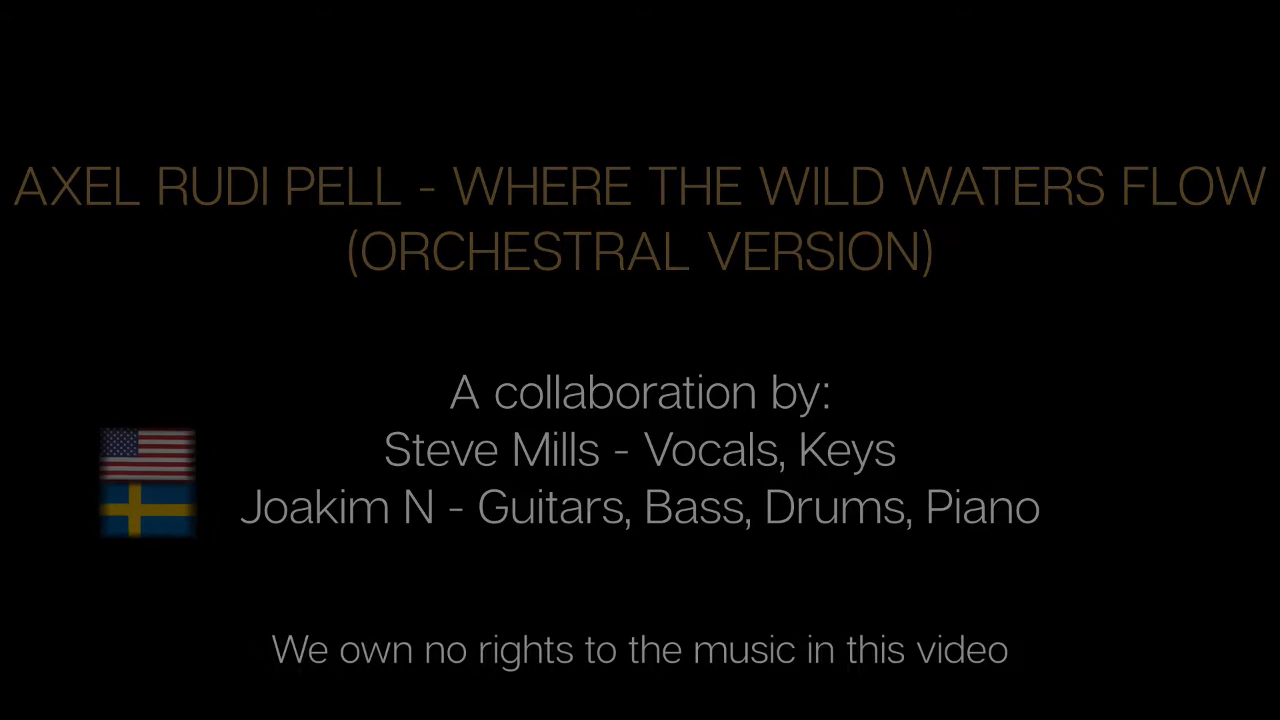 AXEL RUDI PELL - WHERE THE WILD WATERS FLOW
(ORCHESTRAL VERSION)
A collaboration by:
Steve Mills - Vocals, Keys
Joakim N - Guitars, Bass, Drums, Piano
We own no rights to the music in this video